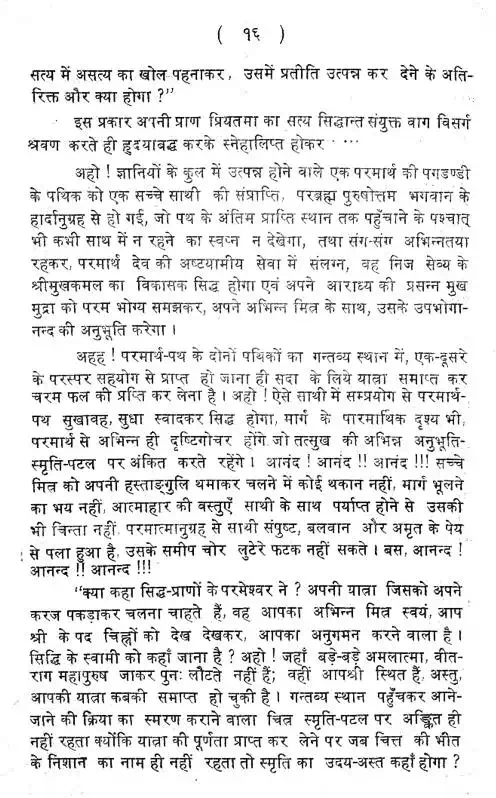 ( १६ )
सत्य में असत्य का खोल पहनाकर, उसमें प्रतीति उत्पन्न कर देने के अति-
रिक्त और क्या होगा ?”
इस प्रकार अपनी प्राण प्रियतमा का सत्य सिद्धान्त संयुक्त वाग विसर्ग
श्रवण करते ही हृदयाबद्ध करके स्नेहालिप्त होकर ····
अहो ! ज्ञानियों के कुल में उत्पन्न होने वाले एक परमार्थ की पगडण्डी
के पथिक को एक सच्चे साथी की संप्राप्ति, परब्रह्म पुरुषोत्तम भगवान के
हार्दानुग्रह से हो गई, जो पथ के अंतिम प्राप्ति स्थान तक पहुँचाने के पश्चात्
भी कभी साथ में न रहने का स्वप्न न देखेगा, तथा संग-संग अभिन्नतया
रहकर, परमार्थ देव की अष्टयामीय सेवा में संलग्न, वह निज सेव्य के
श्रीमुखकमल का विकासक सिद्ध होगा एवं अपने आराध्य की प्रसन्न मुख
मुद्रा को परम भोग्य समझकर, अपने अभिन्न मित्र के साथ, उसके उपभोगा-
नन्द की अनुभूति करेगा ।
अहह ! परमार्थ-पथ के दोनों पथिकों का गन्तव्य स्थान में, एक-दूसरे
के परस्पर सहयोग से प्राप्त हो जाना ही सदा के लिये यात्रा समाप्त कर
चरम फल की प्रप्ति कर लेना है । अहो ! ऐसे साथी में सम्प्रयोग से परमार्थ-
पथ सुखावह, सुधा स्वादकर सिद्ध होगा, मार्ग के पारमार्थिक दृश्य भी,
परमार्थ से अभिन्न ही दृष्टिगोचर होंगे जो तत्सुख की अभिन्न अनुभूति-
स्मृति-पटल पर अंकित करते रहेंगे । आनंद ! आनंद !! आनंद !!! सच्चे
मित्र को अपनी हस्ताङ्गुलि थमाकर चलने में कोई थकान नहीं, मार्ग भूलने
का भय नहीं, आत्माहार की वस्तुएँ साथी के साथ पर्याप्त होने से उसकी
भी चिन्ता नहीं, परमात्मानुग्रह से साथी संपुष्ट, बलवान और अमृत के पेय
से पला हुआ है, उसके समीप चोर लुटेरे फटक नहीं सकते । बस, आनन्द !
आनन्द !! आनन्द !!!
“क्या कहा सिद्ध-प्राणों के परमेश्वर ने ? अपनी यात्रा जिसको अपने
करज पकड़ाकर चलना चाहते हैं, वह आपका अभिन्न मित्र स्वयं, आप
श्री के पद चिह्नों को देख देखकर, आपका अनुगमन करने वाला है ।
सिद्धि के स्वामी को कहाँ जाना है ? अहो ! जहाँ बड़े-बड़े अमलात्मा, वीत-
राग महापुरुष जाकर पुनः लौटते नहीं हैं; वहीं आपश्री स्थित हैं, अस्तु,
आपकी यात्रा कबकी समाप्त हो चुकी है । गन्तव्य स्थान पहुँचकर आने-
जाने की क्रिया का स्मरण कराने वाला चित्र स्मृति-पटल पर अङ्कित ही
नहीं रहता क्योंकि यात्रा की पूर्णता प्राप्त कर लेने पर जब चित्त की भीत
के निशान का नाम ही नहीं रहता तो स्मृति का उदय-अस्त कहाँ होगा ?